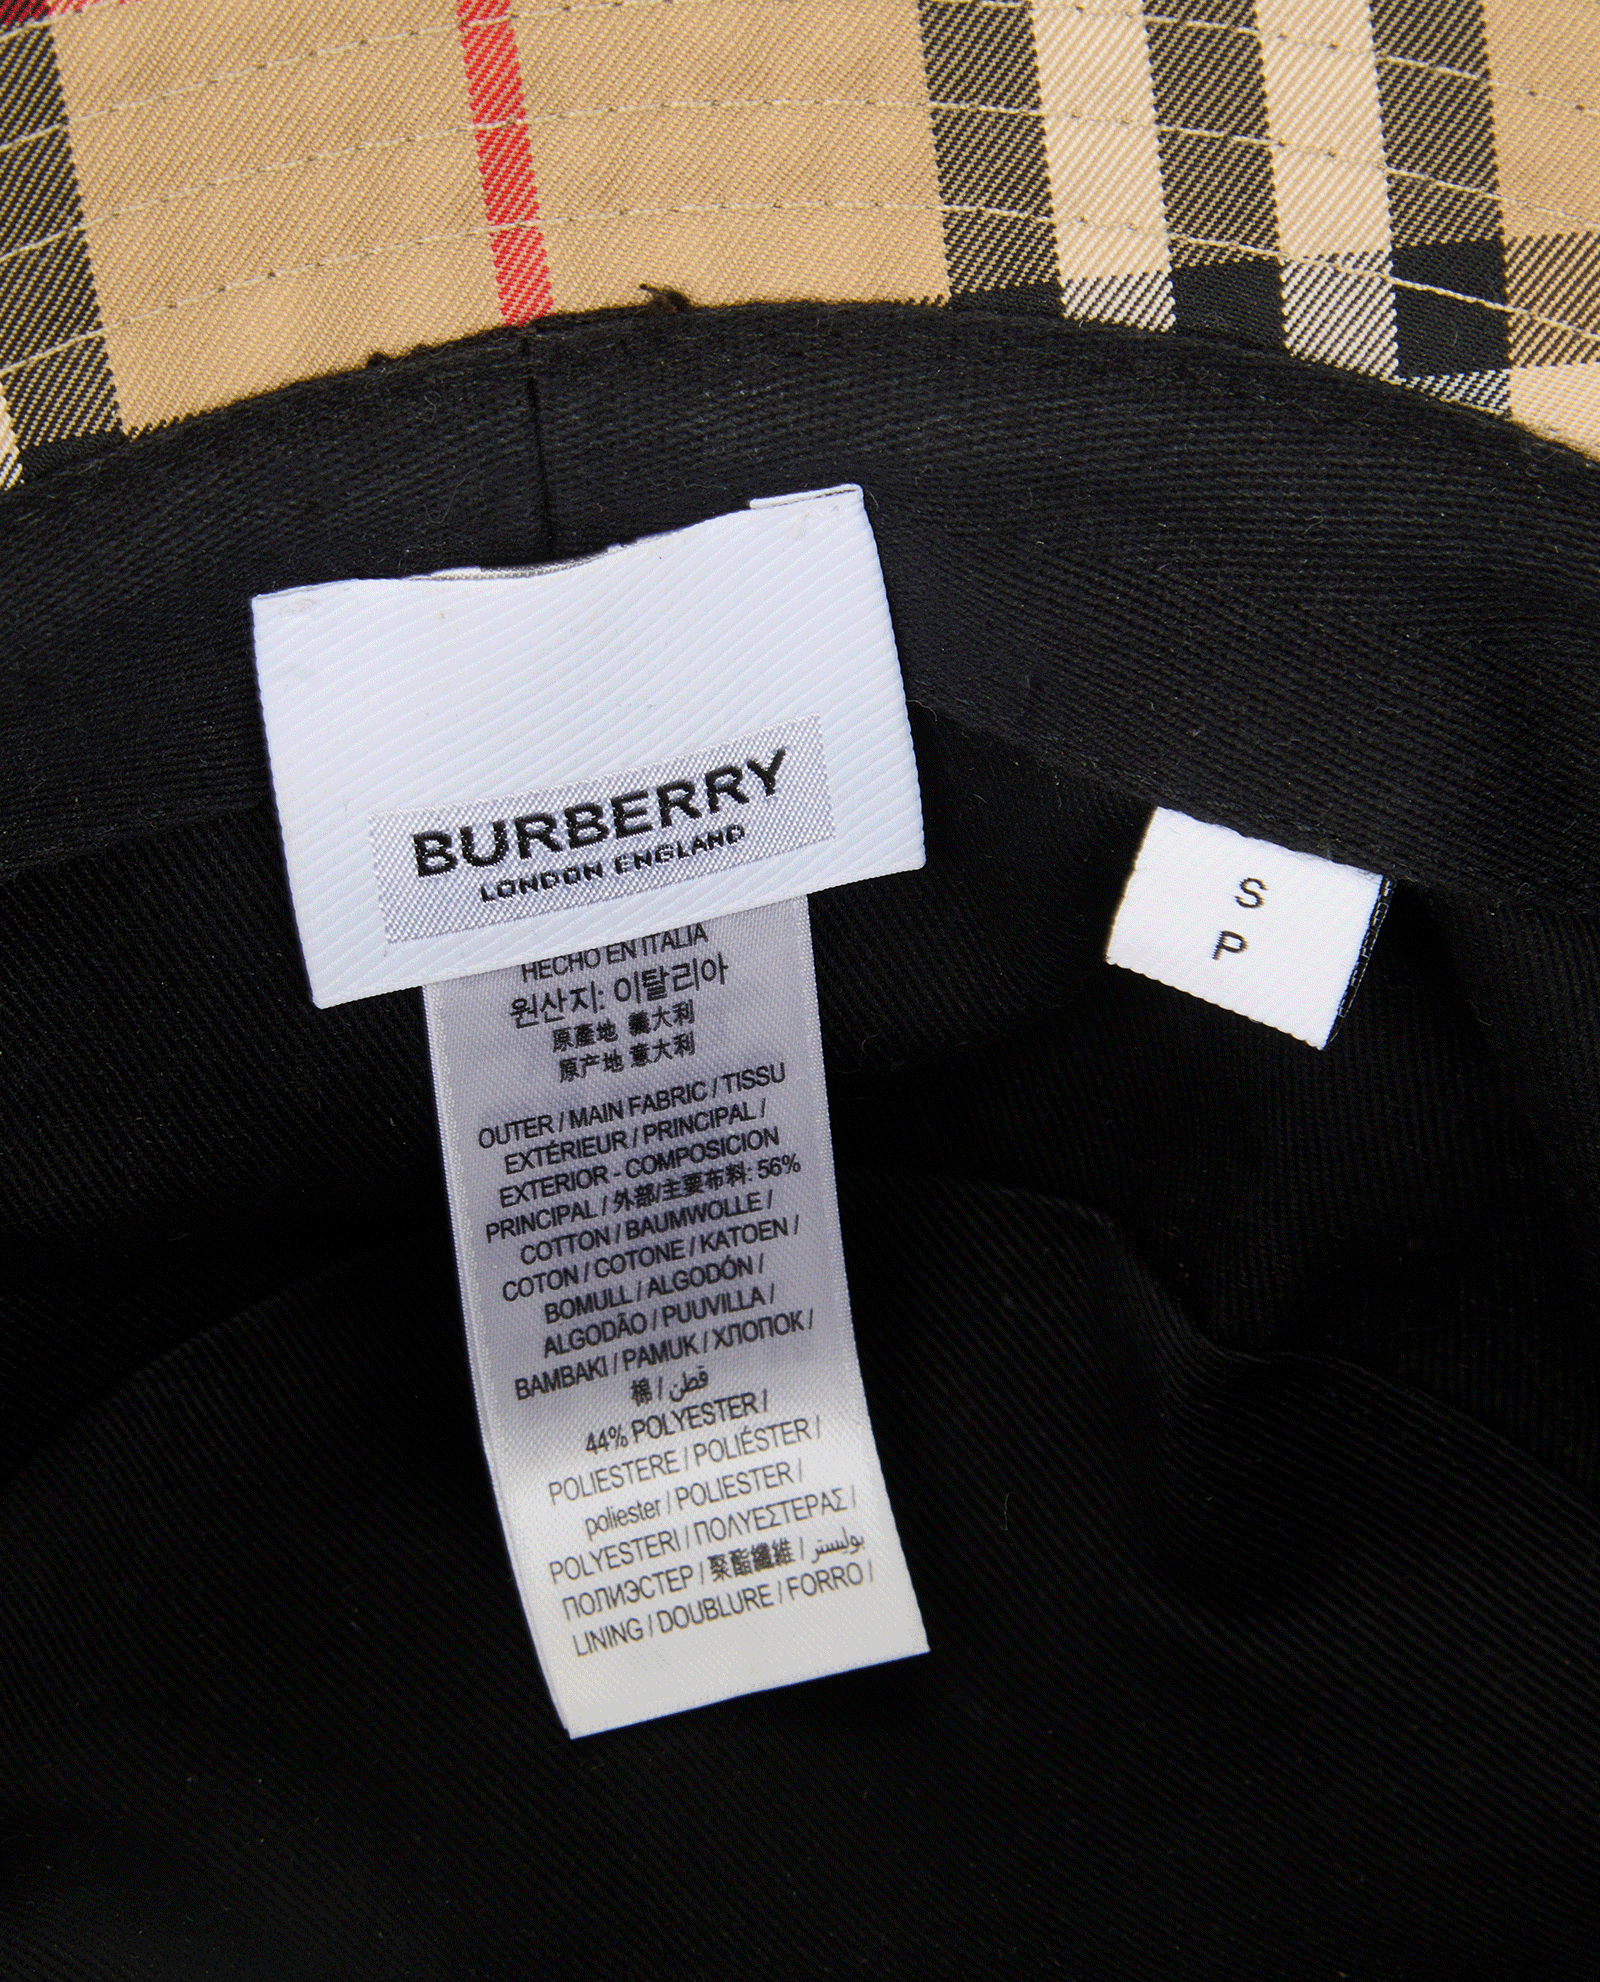 BURBERRY
LONDON ENGLAND
HECHO EN ITALIA
원산지: 이탈리아
原產地 義大利
原产地 意大利
OUTER / MAIN FABRIC / TISSU
EXTÉRIEUR / PRINCIPAL /
EXTERIOR - COMPOSICION
PRINCIPAL / 外部/主要布料: 56%
COTTON / BAUMWOLLE /
COTON / COTONE / KATOEN /
BOMULL / ALGODÓN /
ALGODÃO / PUUVILLA /
BAMBAKI / PAMUK / ХЛОПОК /
棉 / قطن
44% POLYESTER /
POLIESTERE / POLIÉSTER /
poliester / POLIESTER /
POLYESTERI / ΠΟΛΥΕΣΤΕΡΑΣ /
ПОЛИЭСТЕР / 聚酯纖維 / بوليستر
LINING / DOUBLURE / FORRO /
S
P